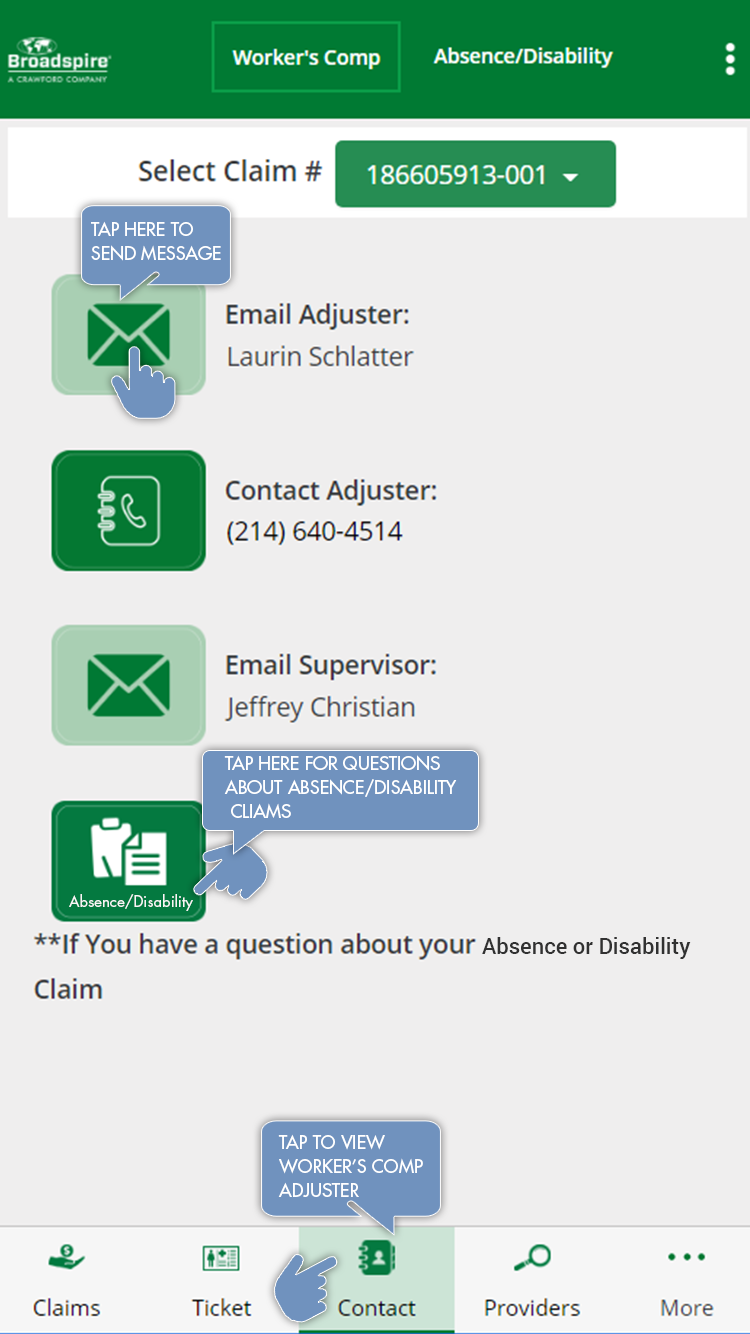 Broadspire®
A CRAWFORD COMPANY
Worker's Comp
Absence/Disability
Select Claim #
186605913-001
TAP HERE TO
SEND MESSAGE
Email Adjuster:
Laurin Schlatter
Contact Adjuster:
(214) 640-4514
Email Supervisor:
Jeffrey Christian
TAP HERE FOR QUESTIONS
ABOUT ABSENCE/DISABILITY
CLIAMS
Absence/Disability
**If You have a question about your Absence or Disability
Claim
TAP TO VIEW
WORKER'S COMP
ADJUSTER
Claims
Ticket
Contact
Providers
More